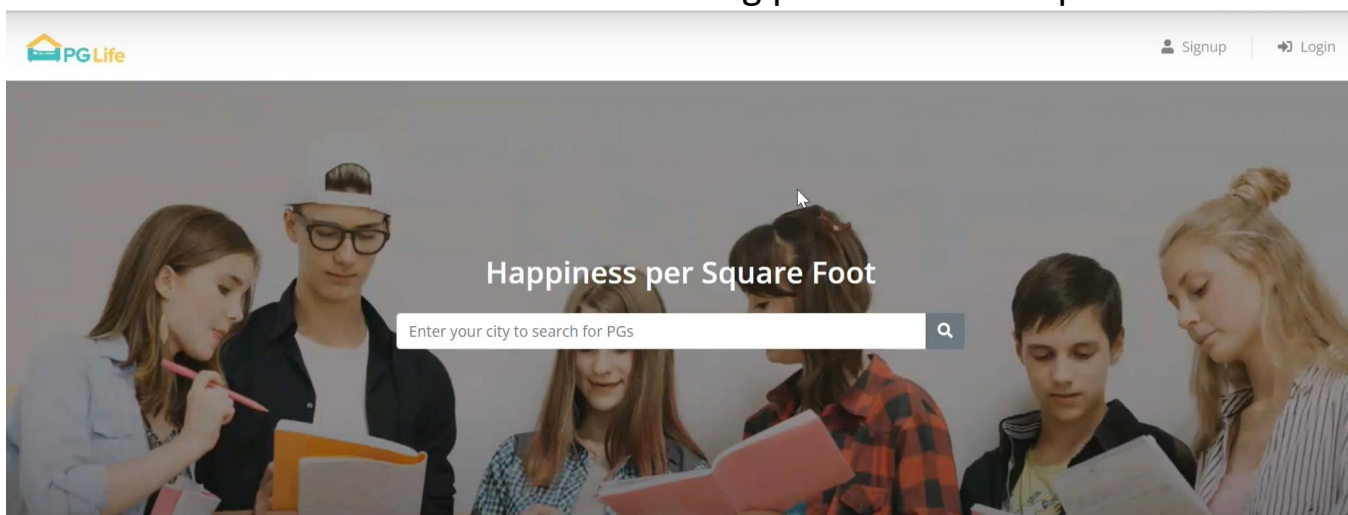 PG Life
Signup
Login
Happiness per Square Foot
Enter your city to search for PGs